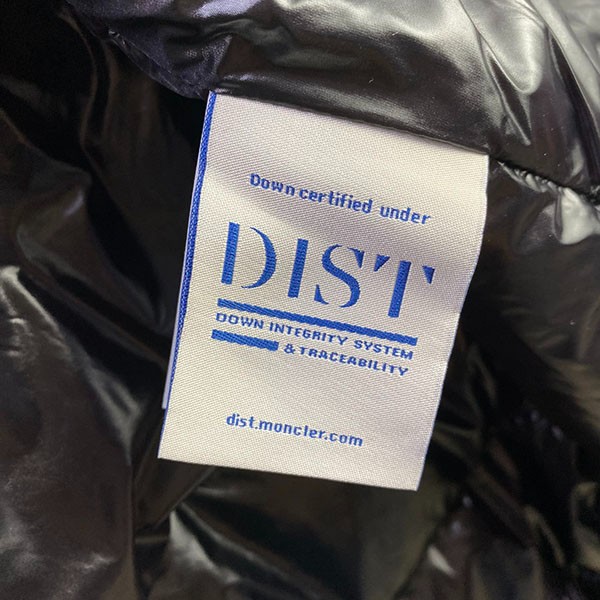 Down certified under
DIST
DOWN INTEGRITY SYSTEM
& TRACEABILITY
dist.moncler.com